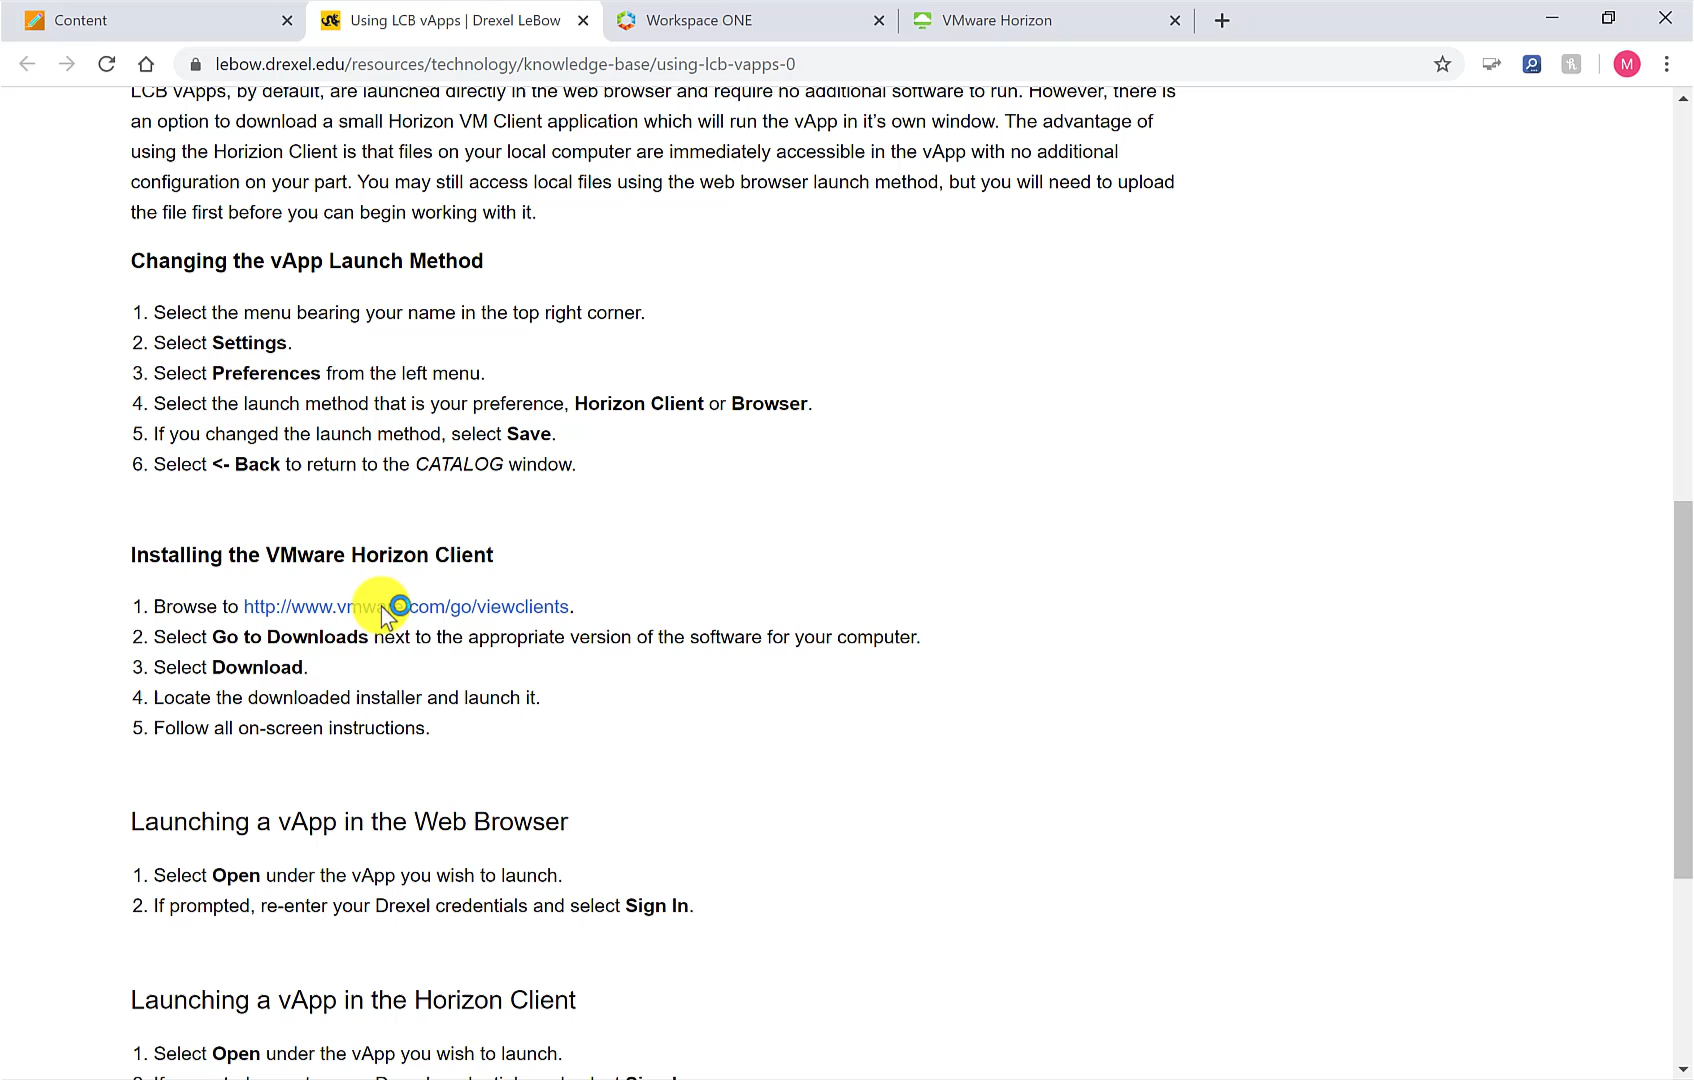 Content
Using LCB vApps | Drexel LeBow
Workspace ONE
VMware Horizon
lebow.drexel.edu/resources/technology/knowledge-base/using-lcb-vapps-0
M
LCB vApps, by default, are launched directly in the web browser and require no additional software to run. However, there is
an option to download a small Horizon VM Client application which will run the vApp in it’s own window. The advantage of
using the Horizion Client is that files on your local computer are immediately accessible in the vApp with no additional
configuration on your part. You may still access local files using the web browser launch method, but you will need to upload
the file first before you can begin working with it.
Changing the vApp Launch Method
1. Select the menu bearing your name in the top right corner.
2. Select Settings.
3. Select Preferences from the left menu.
4. Select the launch method that is your preference, Horizon Client or Browser.
5. If you changed the launch method, select Save.
6. Select <- Back to return to the CATALOG window.
Installing the VMware Horizon Client
1. Browse to http://www.vmware.com/go/viewclients.
2. Select Go to Downloads next to the appropriate version of the software for your computer.
3. Select Download.
4. Locate the downloaded installer and launch it.
5. Follow all on-screen instructions.
Launching a vApp in the Web Browser
1. Select Open under the vApp you wish to launch.
2. If prompted, re-enter your Drexel credentials and select Sign In.
Launching a vApp in the Horizon Client
1. Select Open under the vApp you wish to launch.